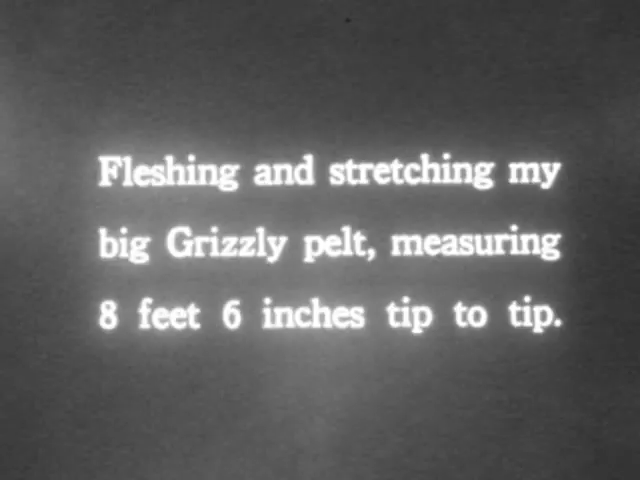 Fleshing and stretching my
big Grizzly pelt, measuring
8 feet 6 inches tip to tip.